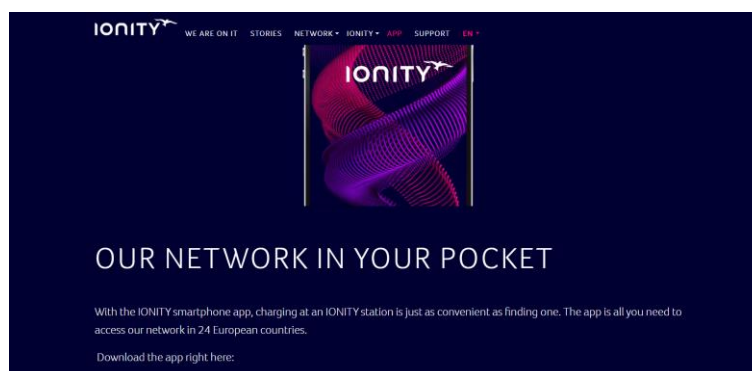 IONITY WE ARE ON IT STORIES NETWORK IONITY APP SUPPORT EN
IONITY
OUR NETWORK IN YOUR POCKET
With the IONITY smartphone app, charging at an IONITY station is just as convenient as finding one. The app is all you need to
access our network in 24 European countries.
Download the app right here: